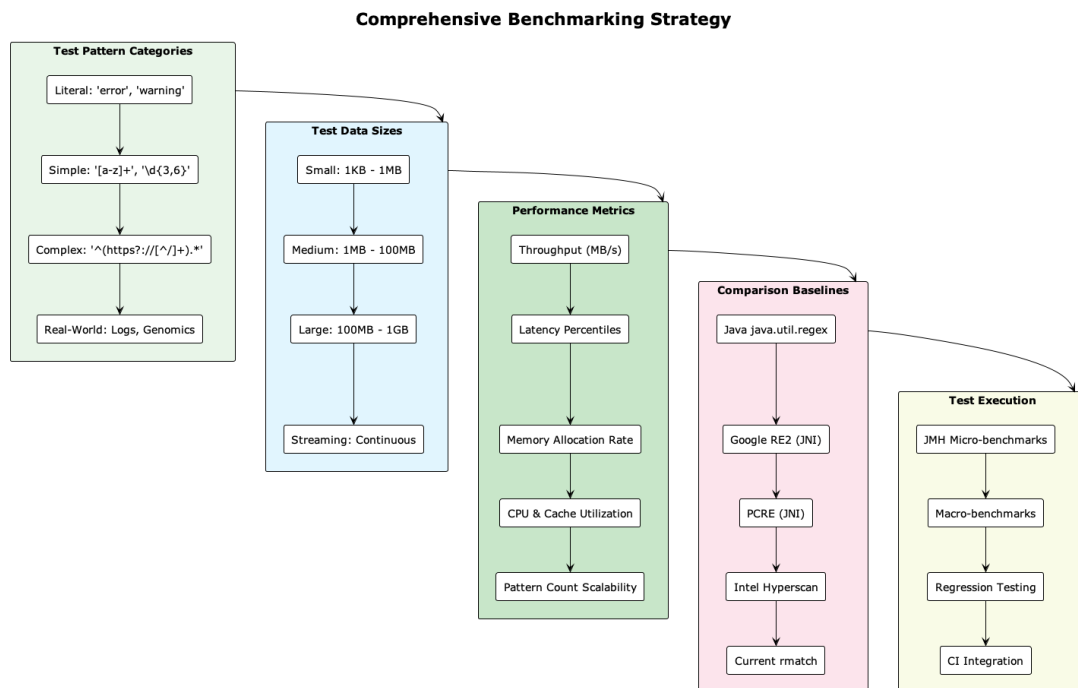 Comprehensive Benchmarking Strategy
Test Pattern Categories
Literal: 'error', 'warning'
Simple: '[a-z]+', '\d{3,6}'
Complex: '^(https?://[^/]+).*'
Real-World: Logs, Genomics
Test Data Sizes
Small: 1KB - 1MB
Medium: 1MB - 100MB
Large: 100MB - 1GB
Streaming: Continuous
Performance Metrics
Throughput (MB/s)
Latency Percentiles
Memory Allocation Rate
CPU & Cache Utilization
Pattern Count Scalability
Comparison Baselines
Java java.util.regex
Google RE2 (JNI)
PCRE (JNI)
Intel Hyperscan
Current rmatch
Test Execution
JMH Micro-benchmarks
Macro-benchmarks
Regression Testing
CI Integration